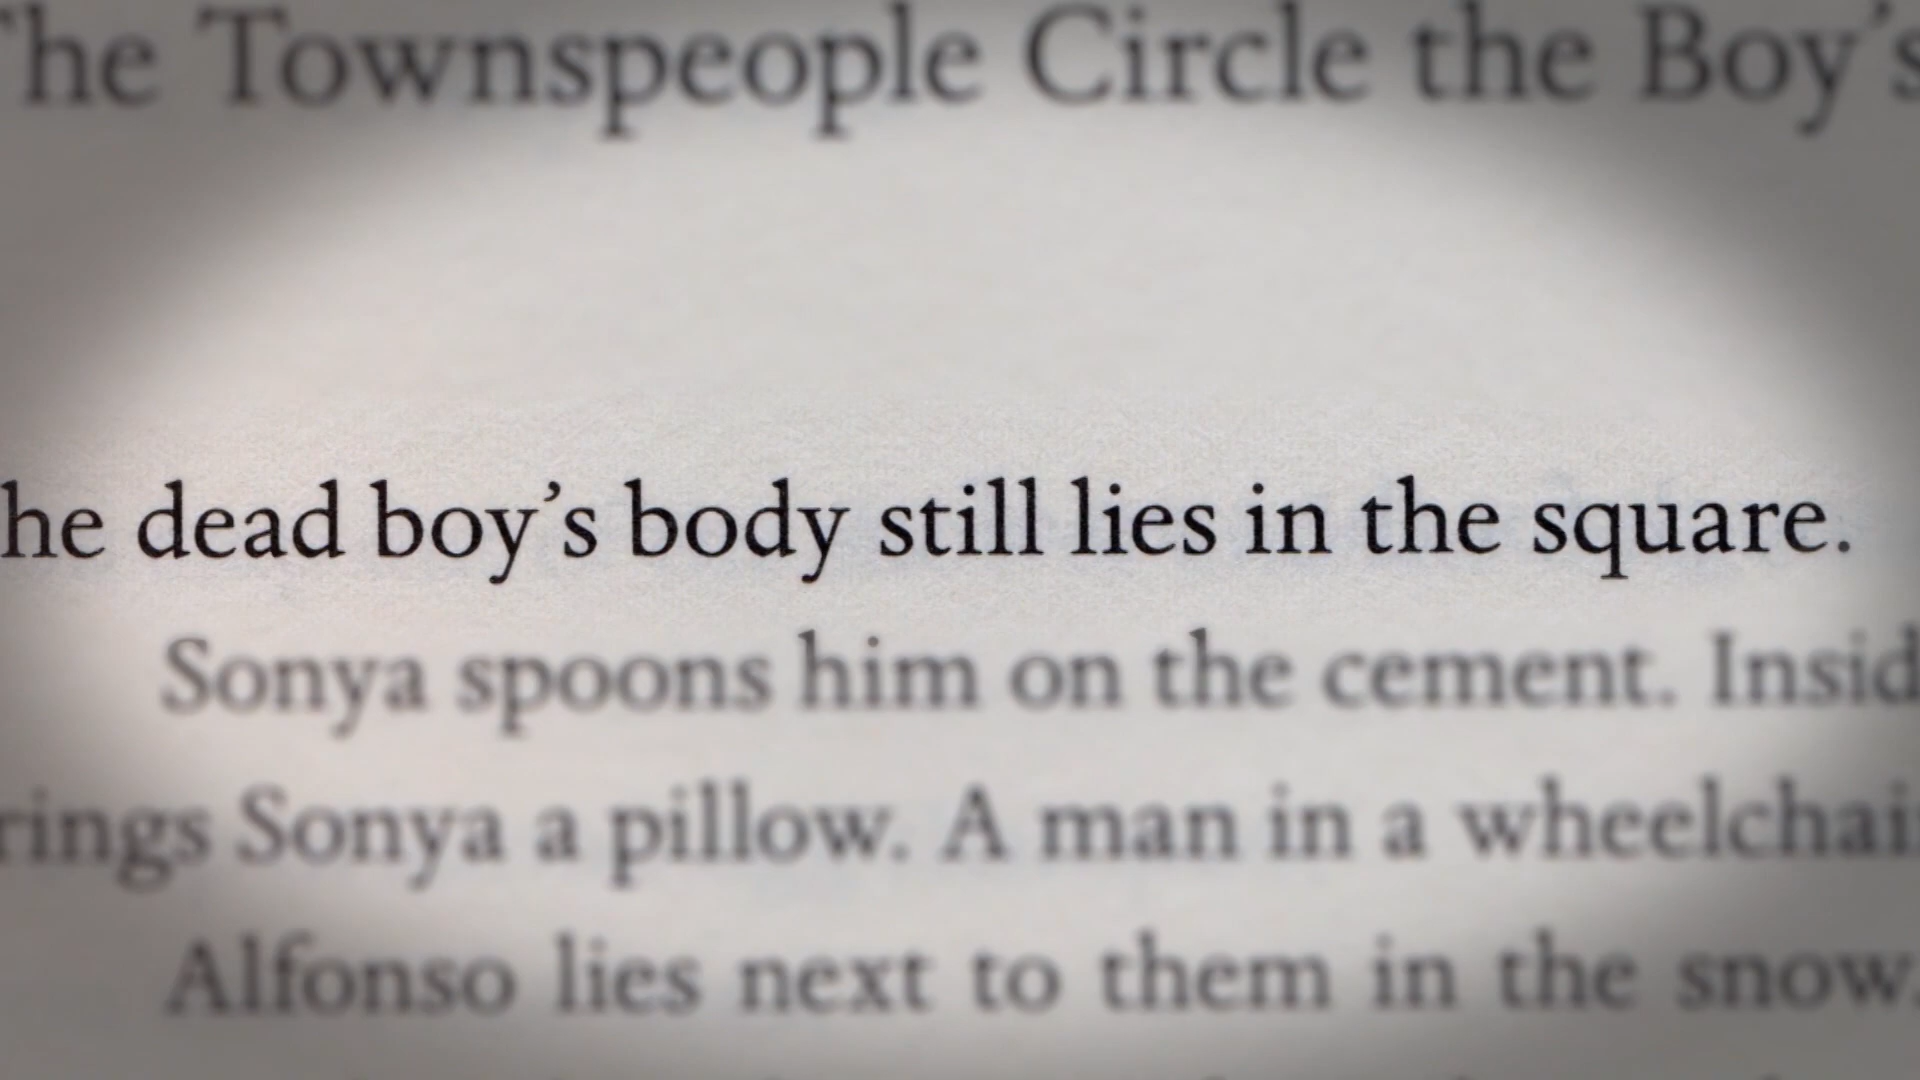 he Townspeople Circle the Boy's
he dead boy's body still lies in the square.
Sonya spoons him on the cement. Insid
rings Sonya a pillow. A man in a wheelchai
Alfonso lies next to them in the snow.